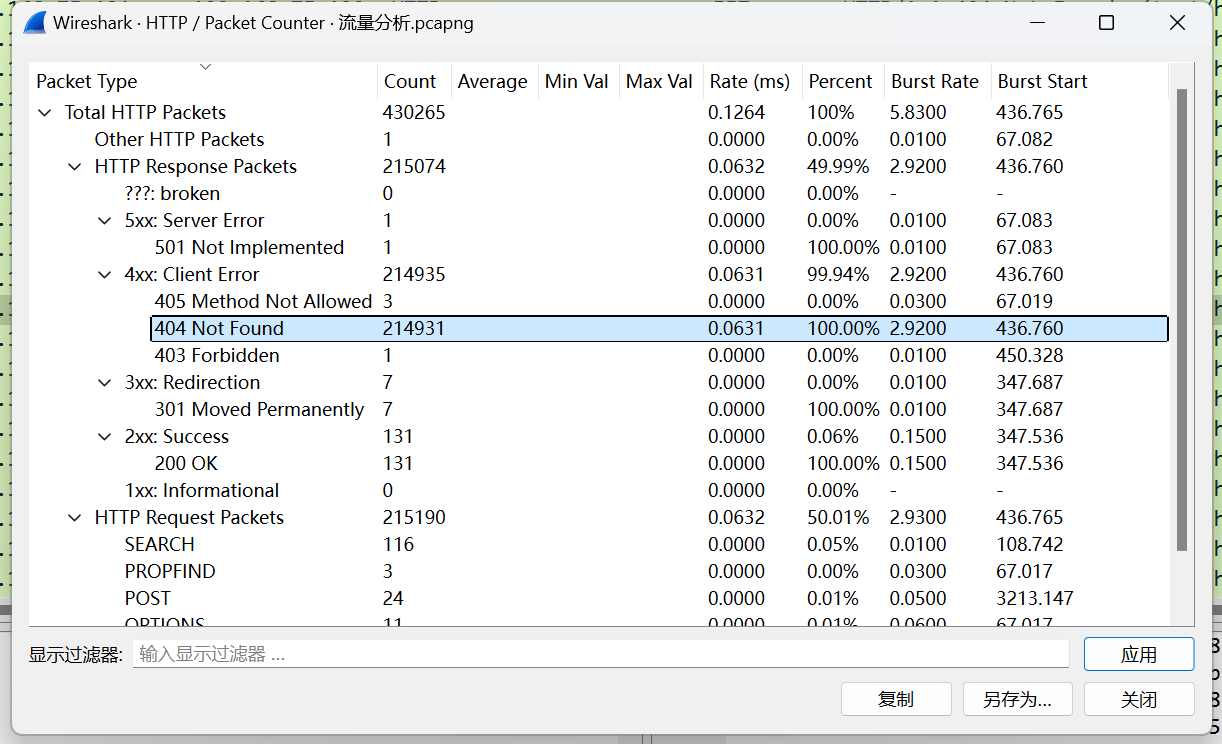 Wireshark · HTTP / Packet Counter · 流量分析.pcapng
Packet Type Count Average Min Val Max Val Rate (ms) Percent Burst Rate Burst Start
Total HTTP Packets 430265 0.1264 100% 5.8300 436.765
Other HTTP Packets 1 0.0000 0.00% 0.0100 67.082
HTTP Response Packets 215074 0.0632 49.99% 2.9200 436.760
???: broken 0 0.0000 0.00% - -
5xx: Server Error 1 0.0000 0.00% 0.0100 67.083
501 Not Implemented 1 0.0000 100.00% 0.0100 67.083
4xx: Client Error 214935 0.0631 99.94% 2.9200 436.760
405 Method Not Allowed 3 0.0000 0.00% 0.0300 67.019
404 Not Found 214931 0.0631 100.00% 2.9200 436.760
403 Forbidden 1 0.0000 0.00% 0.0100 450.328
3xx: Redirection 7 0.0000 0.00% 0.0100 347.687
301 Moved Permanently 7 0.0000 100.00% 0.0100 347.687
2xx: Success 131 0.0000 0.06% 0.1500 347.536
200 OK 131 0.0000 100.00% 0.1500 347.536
1xx: Informational 0 0.0000 0.00% - -
HTTP Request Packets 215190 0.0632 50.01% 2.9300 436.765
SEARCH 116 0.0000 0.05% 0.0100 108.742
PROPFIND 3 0.0000 0.00% 0.0300 67.017
POST 24 0.0000 0.01% 0.0500 3213.147
OPTIONS 11 0.0000 0.01% 0.0600 67.017
显示过滤器: 输入显示过滤器 … 应用
复制 另存为… 关闭